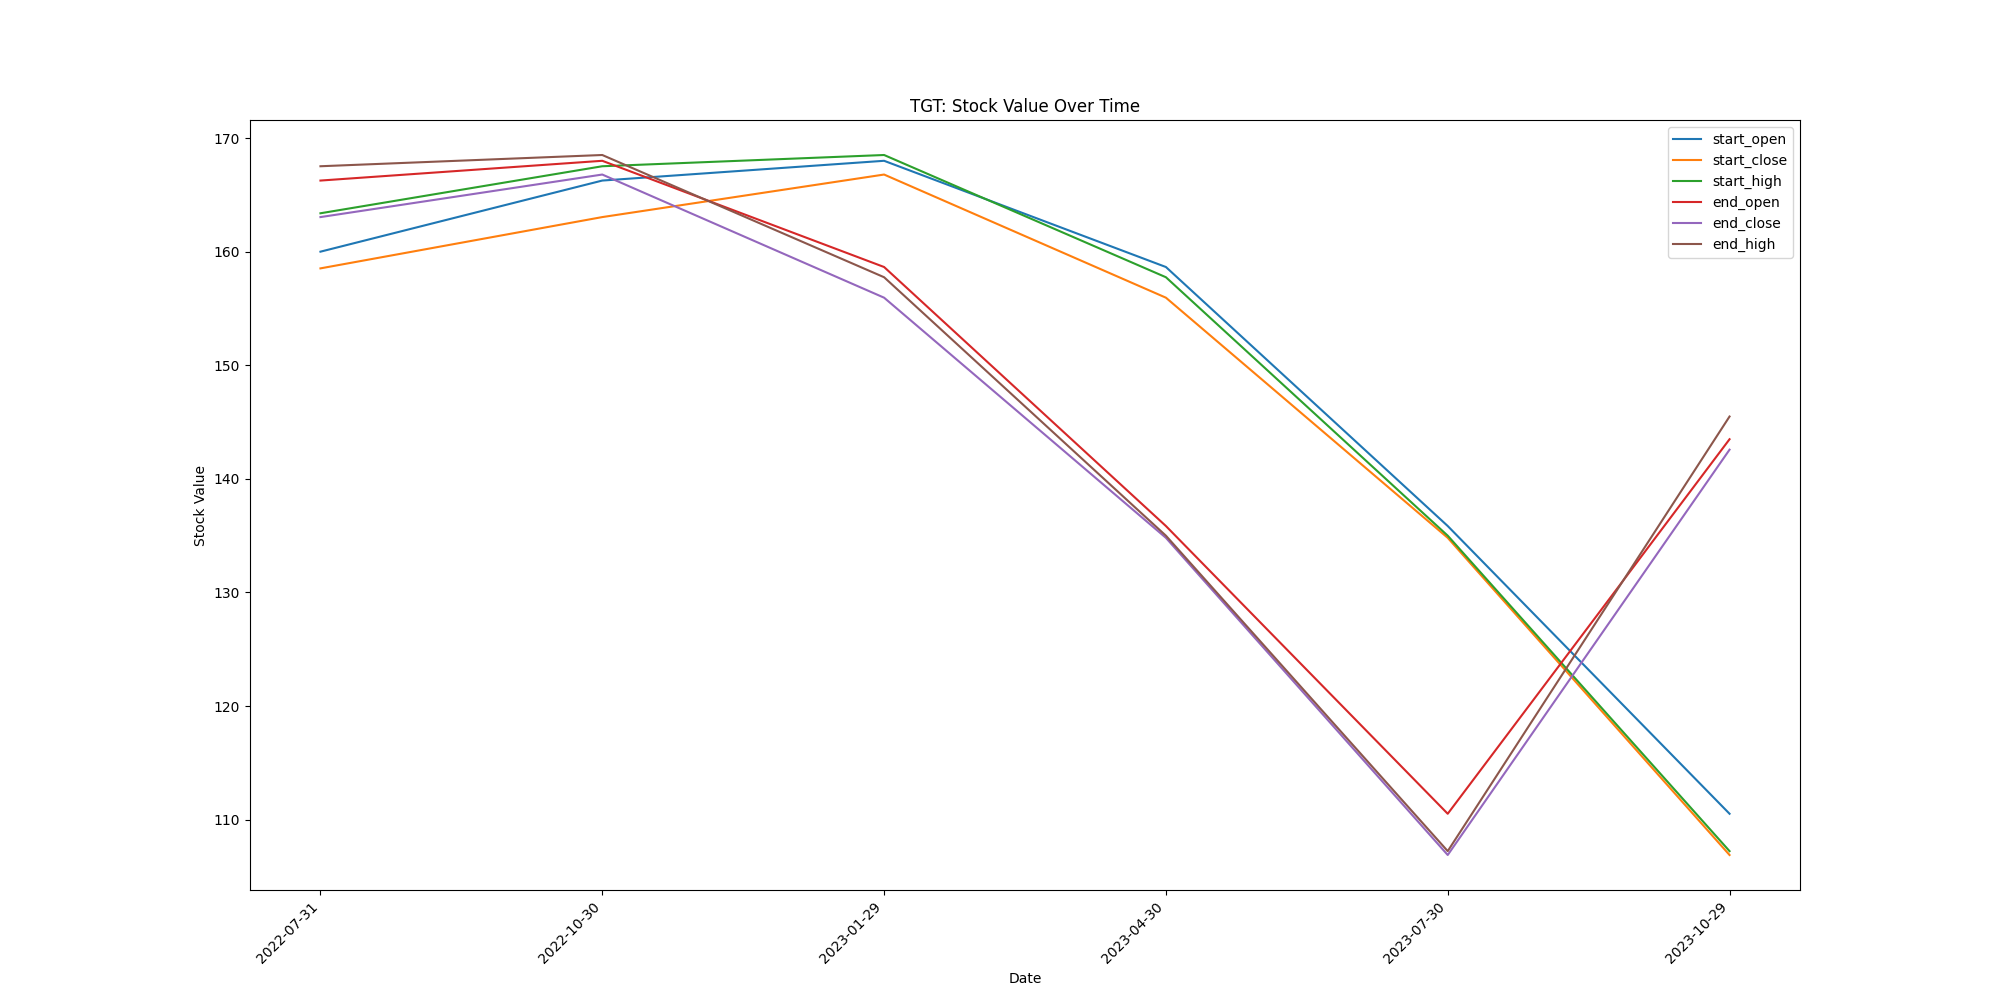 TGT: Stock Value Over Time
170
160
150
140
130
120
110
Stock Value
start_open
start_close
start_high
end_open
end_close
end_high
2022-07-31
2022-10-30
2023-01-29
2023-04-30
2023-07-30
2023-10-29
Date